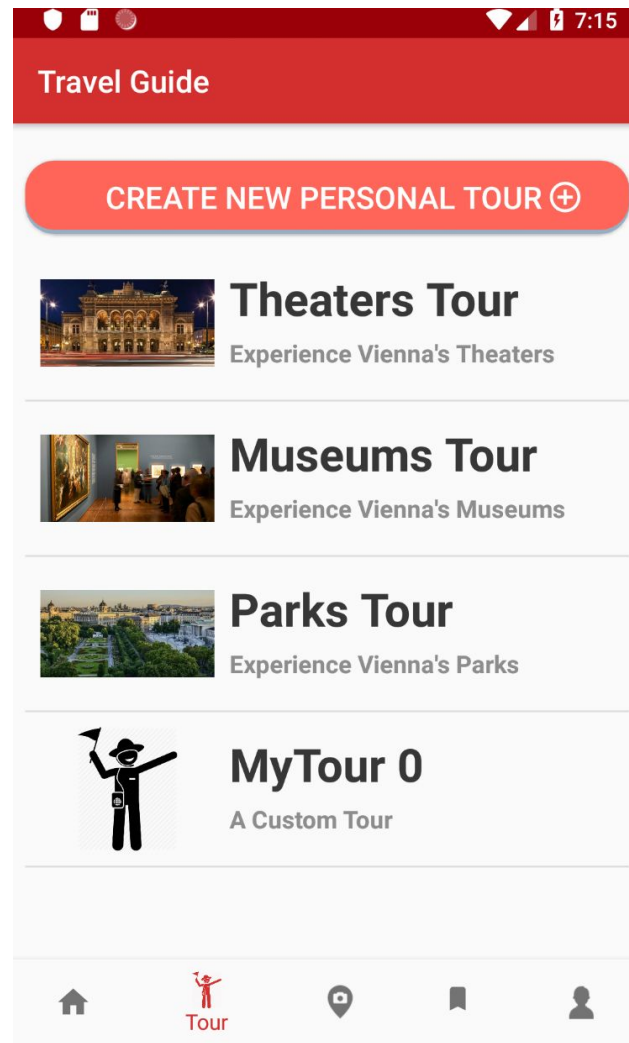 7:15
Travel Guide
CREATE NEW PERSONAL TOUR
Theaters Tour
Experience Vienna's Theaters
Museums Tour
Experience Vienna's Museums
Parks Tour
Experience Vienna's Parks
MyTour 0
A Custom Tour
Tour